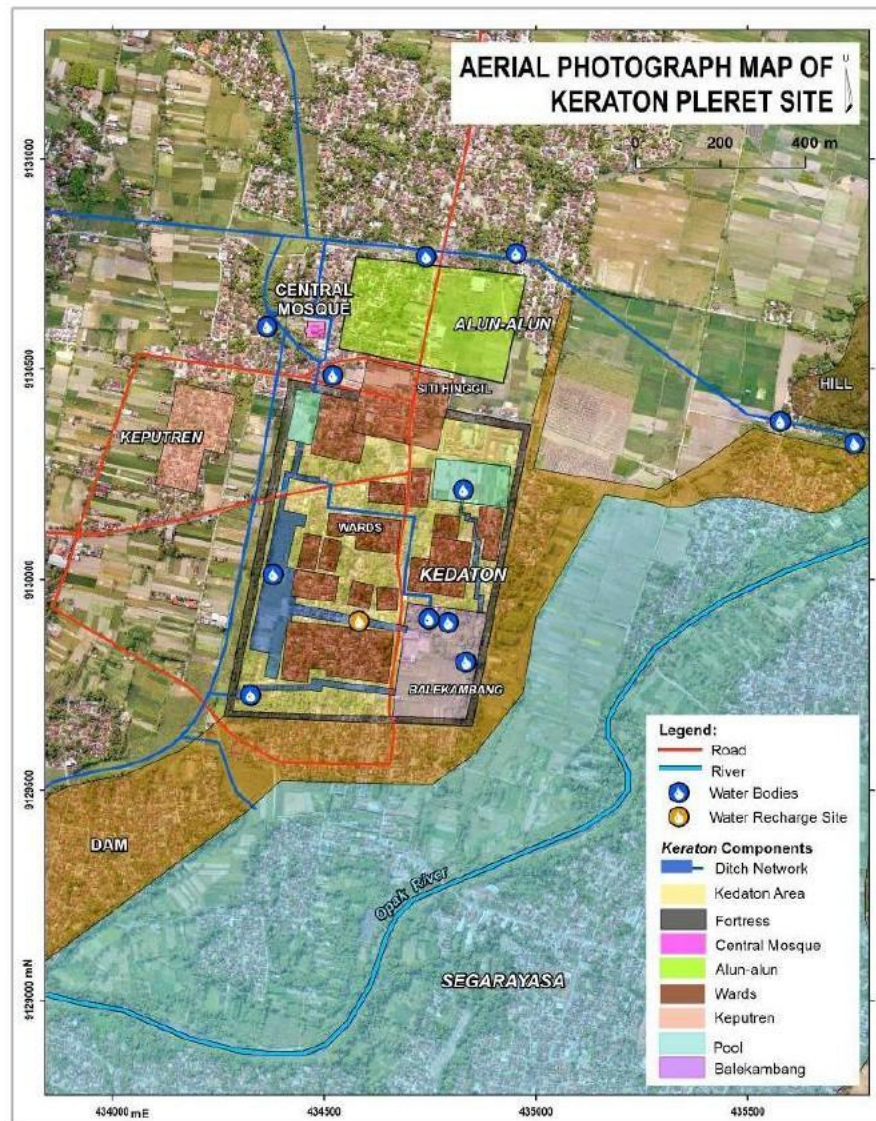 AERIAL PHOTOGRAPH MAP OF
KERATON PLERET SITE
0 200 400 m
9131000
CENTRAL
MOSQUE
ALUN-ALUN
9130500
SITI HINGGIL
HILL
KEPUTREN
WARDS
9130000
KEDATON
BALEKAMBANG
9129500
DAM
Opak River
SEGARAYASA
9129000 mN
Legend:
Road
River
Water Bodies
Water Recharge Site
Keraton Components
Ditch Network
Kedaton Area
Fortress
Central Mosque
Alun-alun
Wards
Keputren
Pool
Balekambang
434000 mE 434500 435000 435500